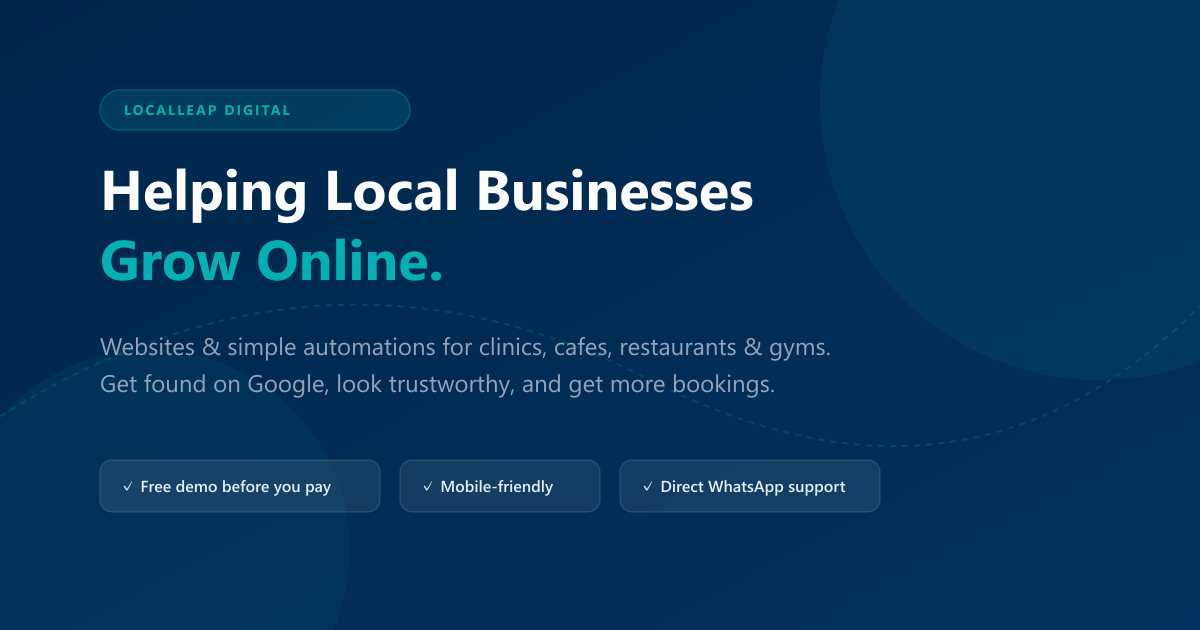 LOCALLEAP DIGITAL
Helping Local Businesses
Grow Online.
Websites & simple automations for clinics, cafes, restaurants & gyms.
Get found on Google, look trustworthy, and get more bookings.
✓ Free demo before you pay
✓ Mobile-friendly
✓ Direct WhatsApp support